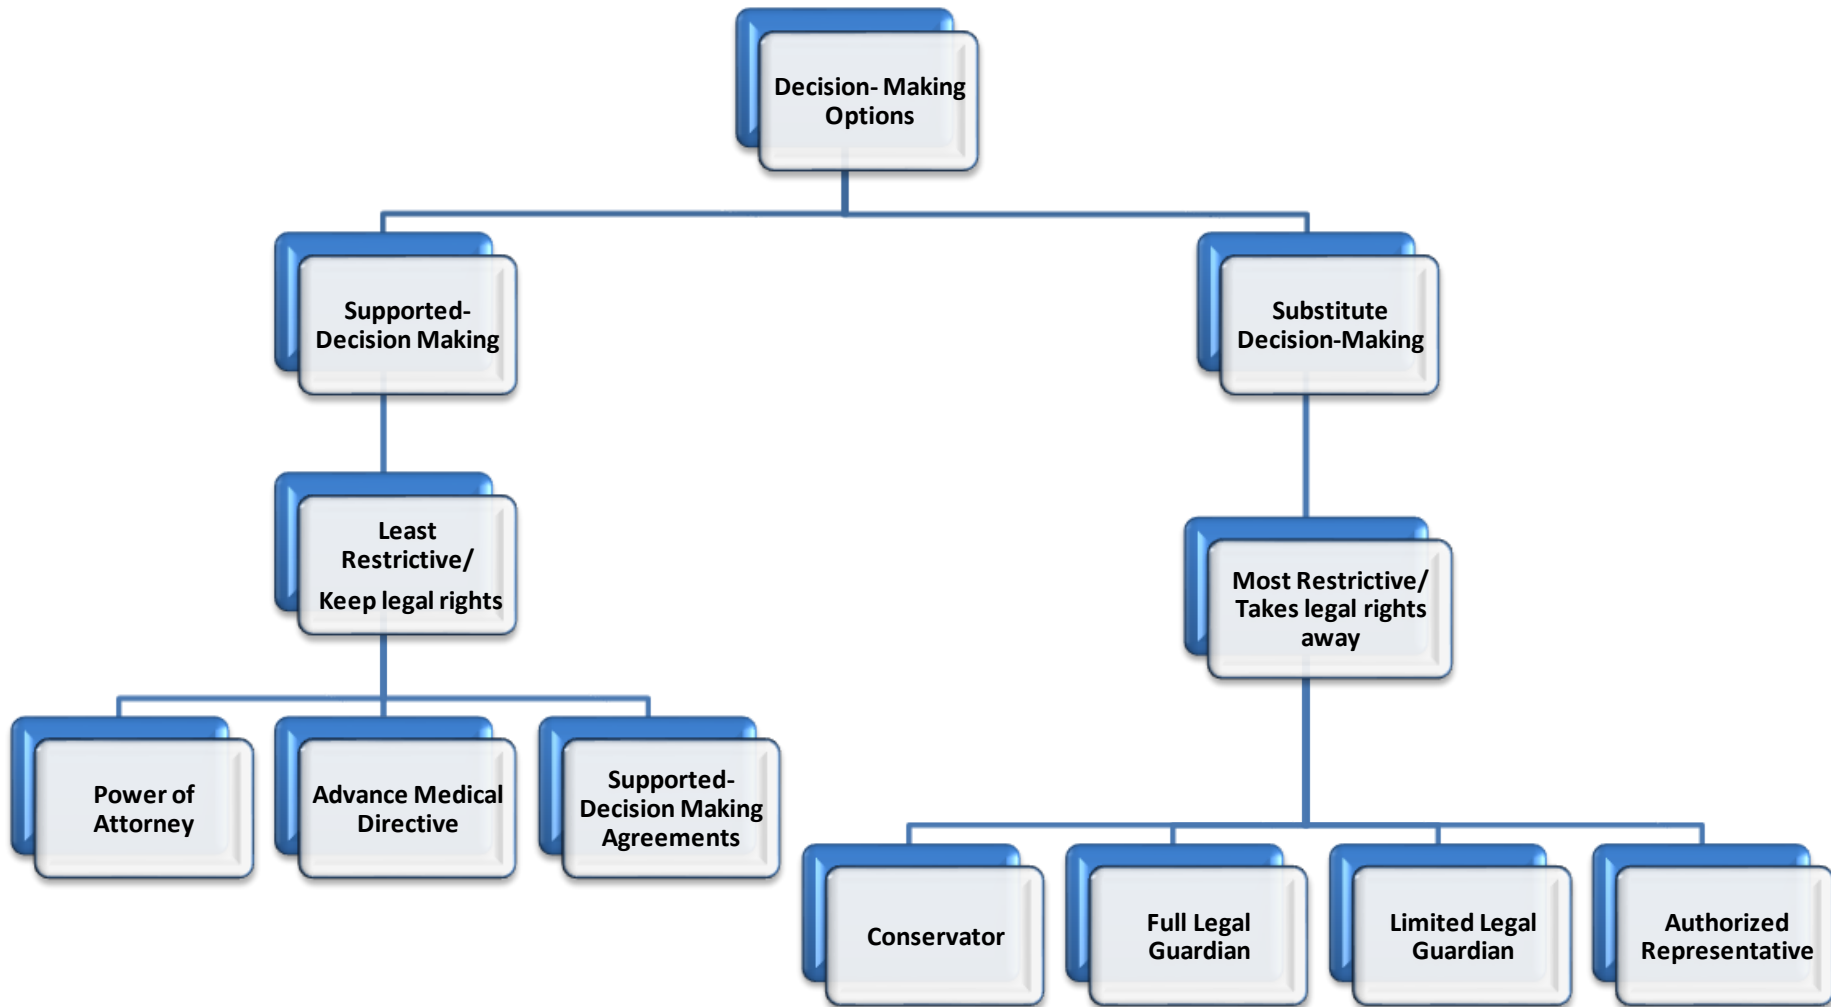 Decision- Making
Options
Supported-
Decision Making
Substitute
Decision-Making
Least
Restrictive/
Keep legal rights
Most Restrictive/
Takes legal rights
away
Power of
Attorney
Advance Medical
Directive
Supported-
Decision Making
Agreements
Conservator
Full Legal
Guardian
Limited Legal
Guardian
Authorized
Representative